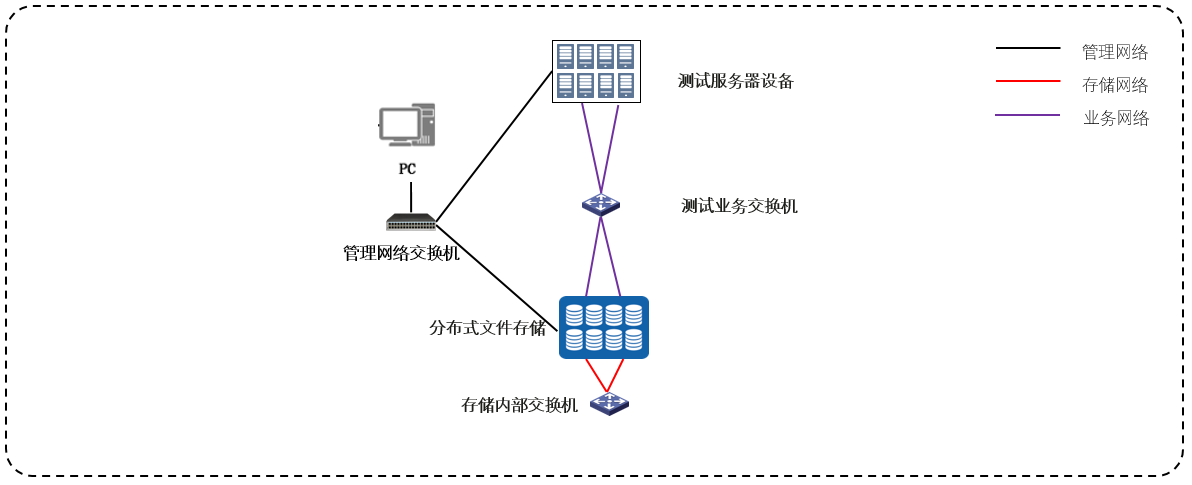 管理网络
测试服务器设备
存储网络
业务网络
PC
测试业务交换机
管理网络交换机
分布式文件存储
存储内部交换机